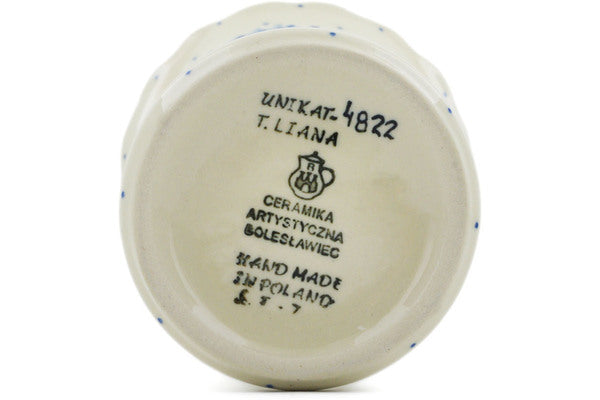 UNIKAT-4822
T. LIANA
R
CERAMIKA
ARTYSTYCZNA
BOLESŁAWIEC
HAND MADE
IN POLAND